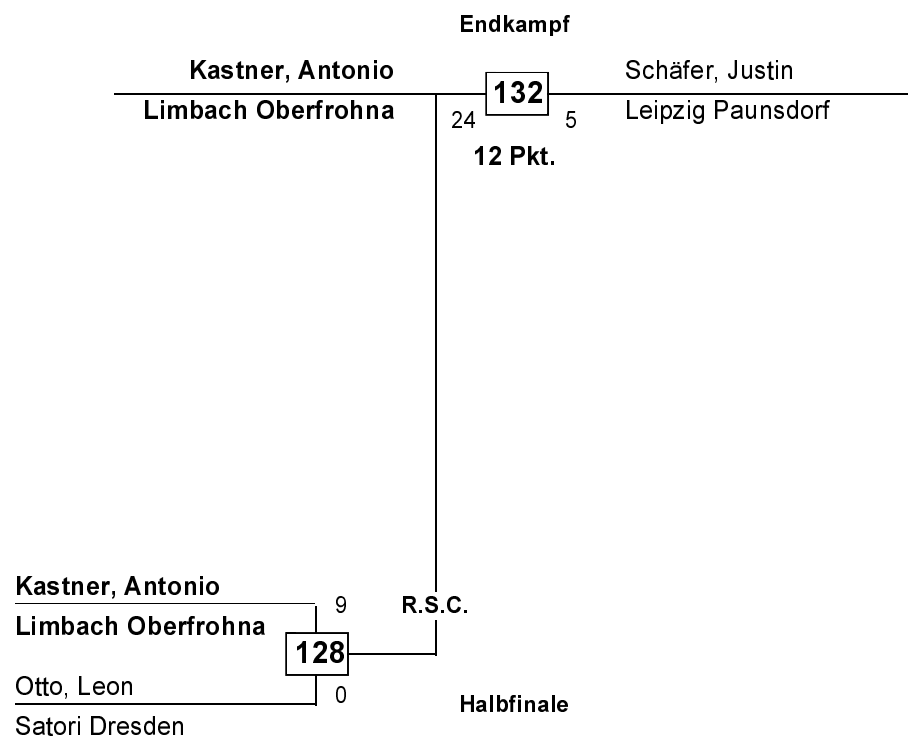 Endkampf
Kastner, Antonio
Limbach Oberfrohna
24
132
5
12 Pkt.
Schäfer, Justin
Leipzig Paunsdorf
Kastner, Antonio
Limbach Oberfrohna
9
R.S.C.
128
Otto, Leon
Satori Dresden
0
Halbfinale